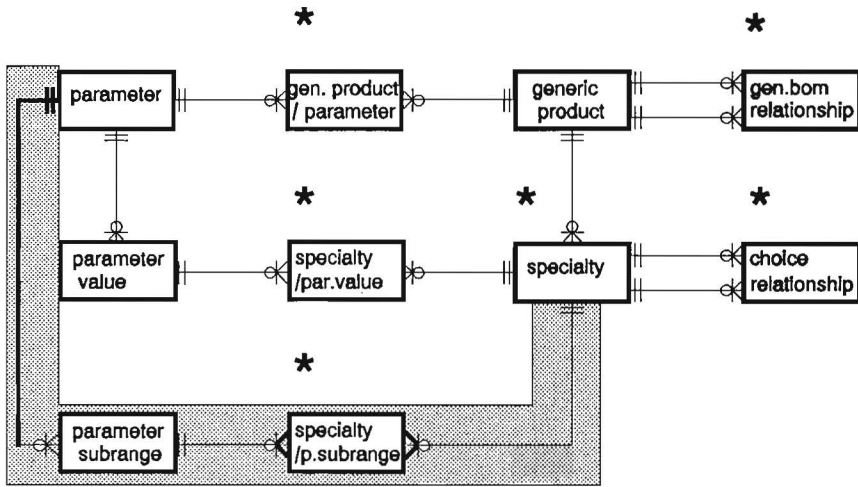 *
*
parameter
gen. product
/ parameter
generic
product
gen.bom
relationship
*
*
*
parameter
value
specialty
/par.value
specialty
choice
relationship
*
parameter
subrange
specialty
/p.subrange